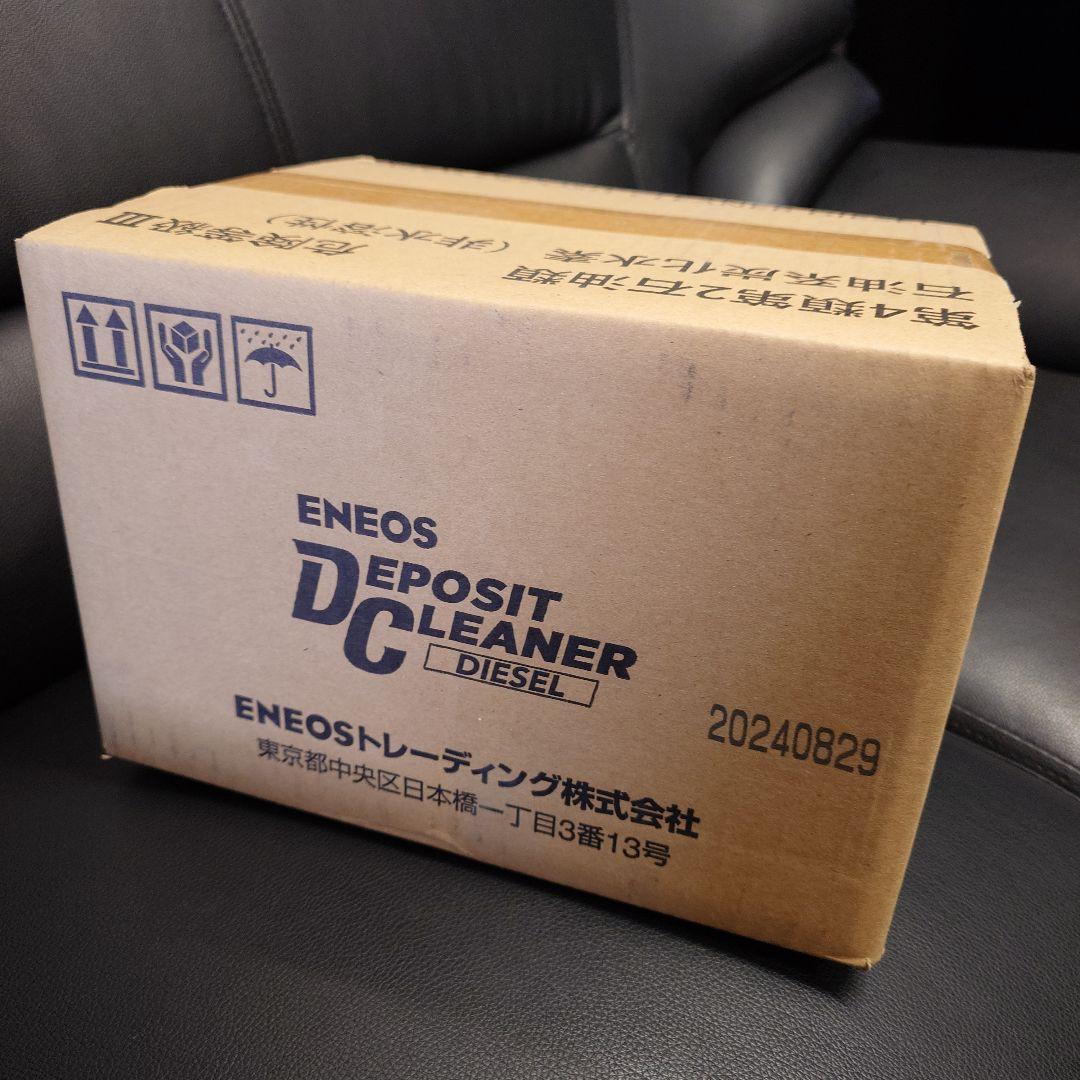 第4類第2石油類
石油系炭化水素
危険等級Ⅲ
(非水溶性)
ENEOS
DEPOSIT
CLEANER
DIESEL
20240829
ENEOSトレーディング株式会社
東京都中央区日本橋一丁目3番13号